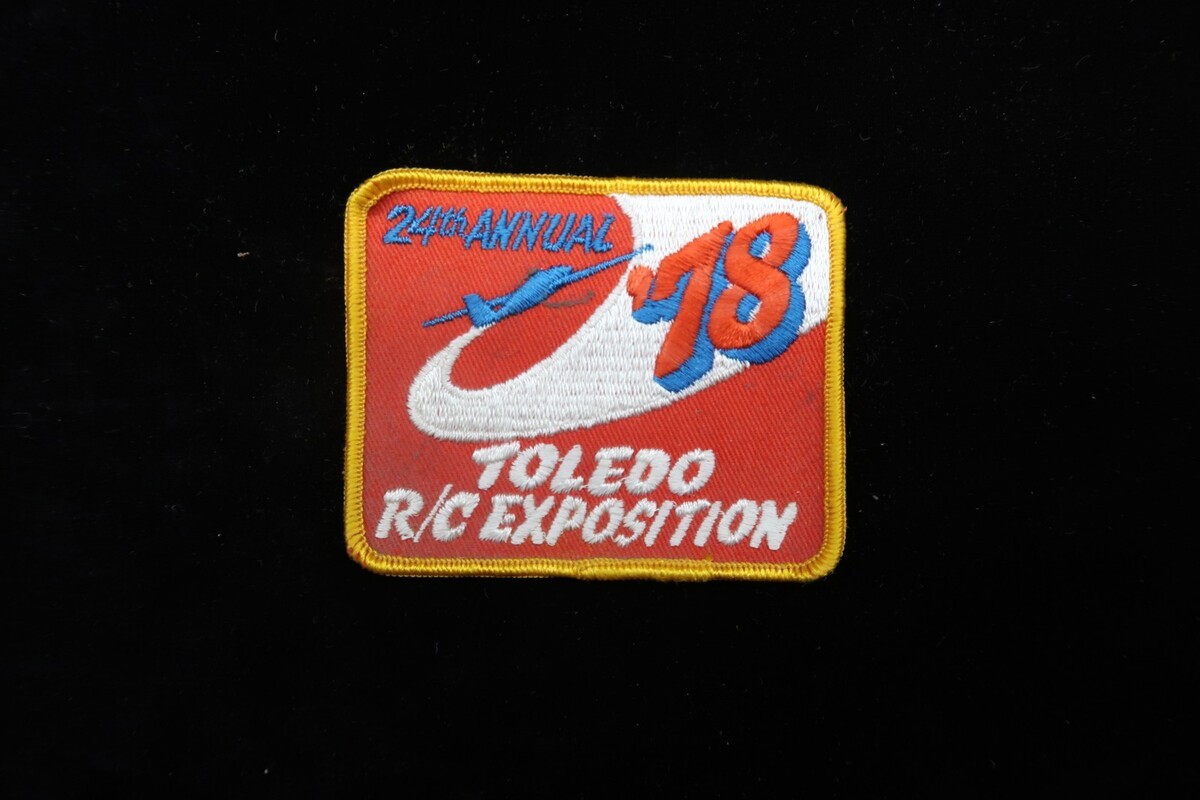 24th ANNUAL
'78
TOLEDO
R/C EXPOSITION